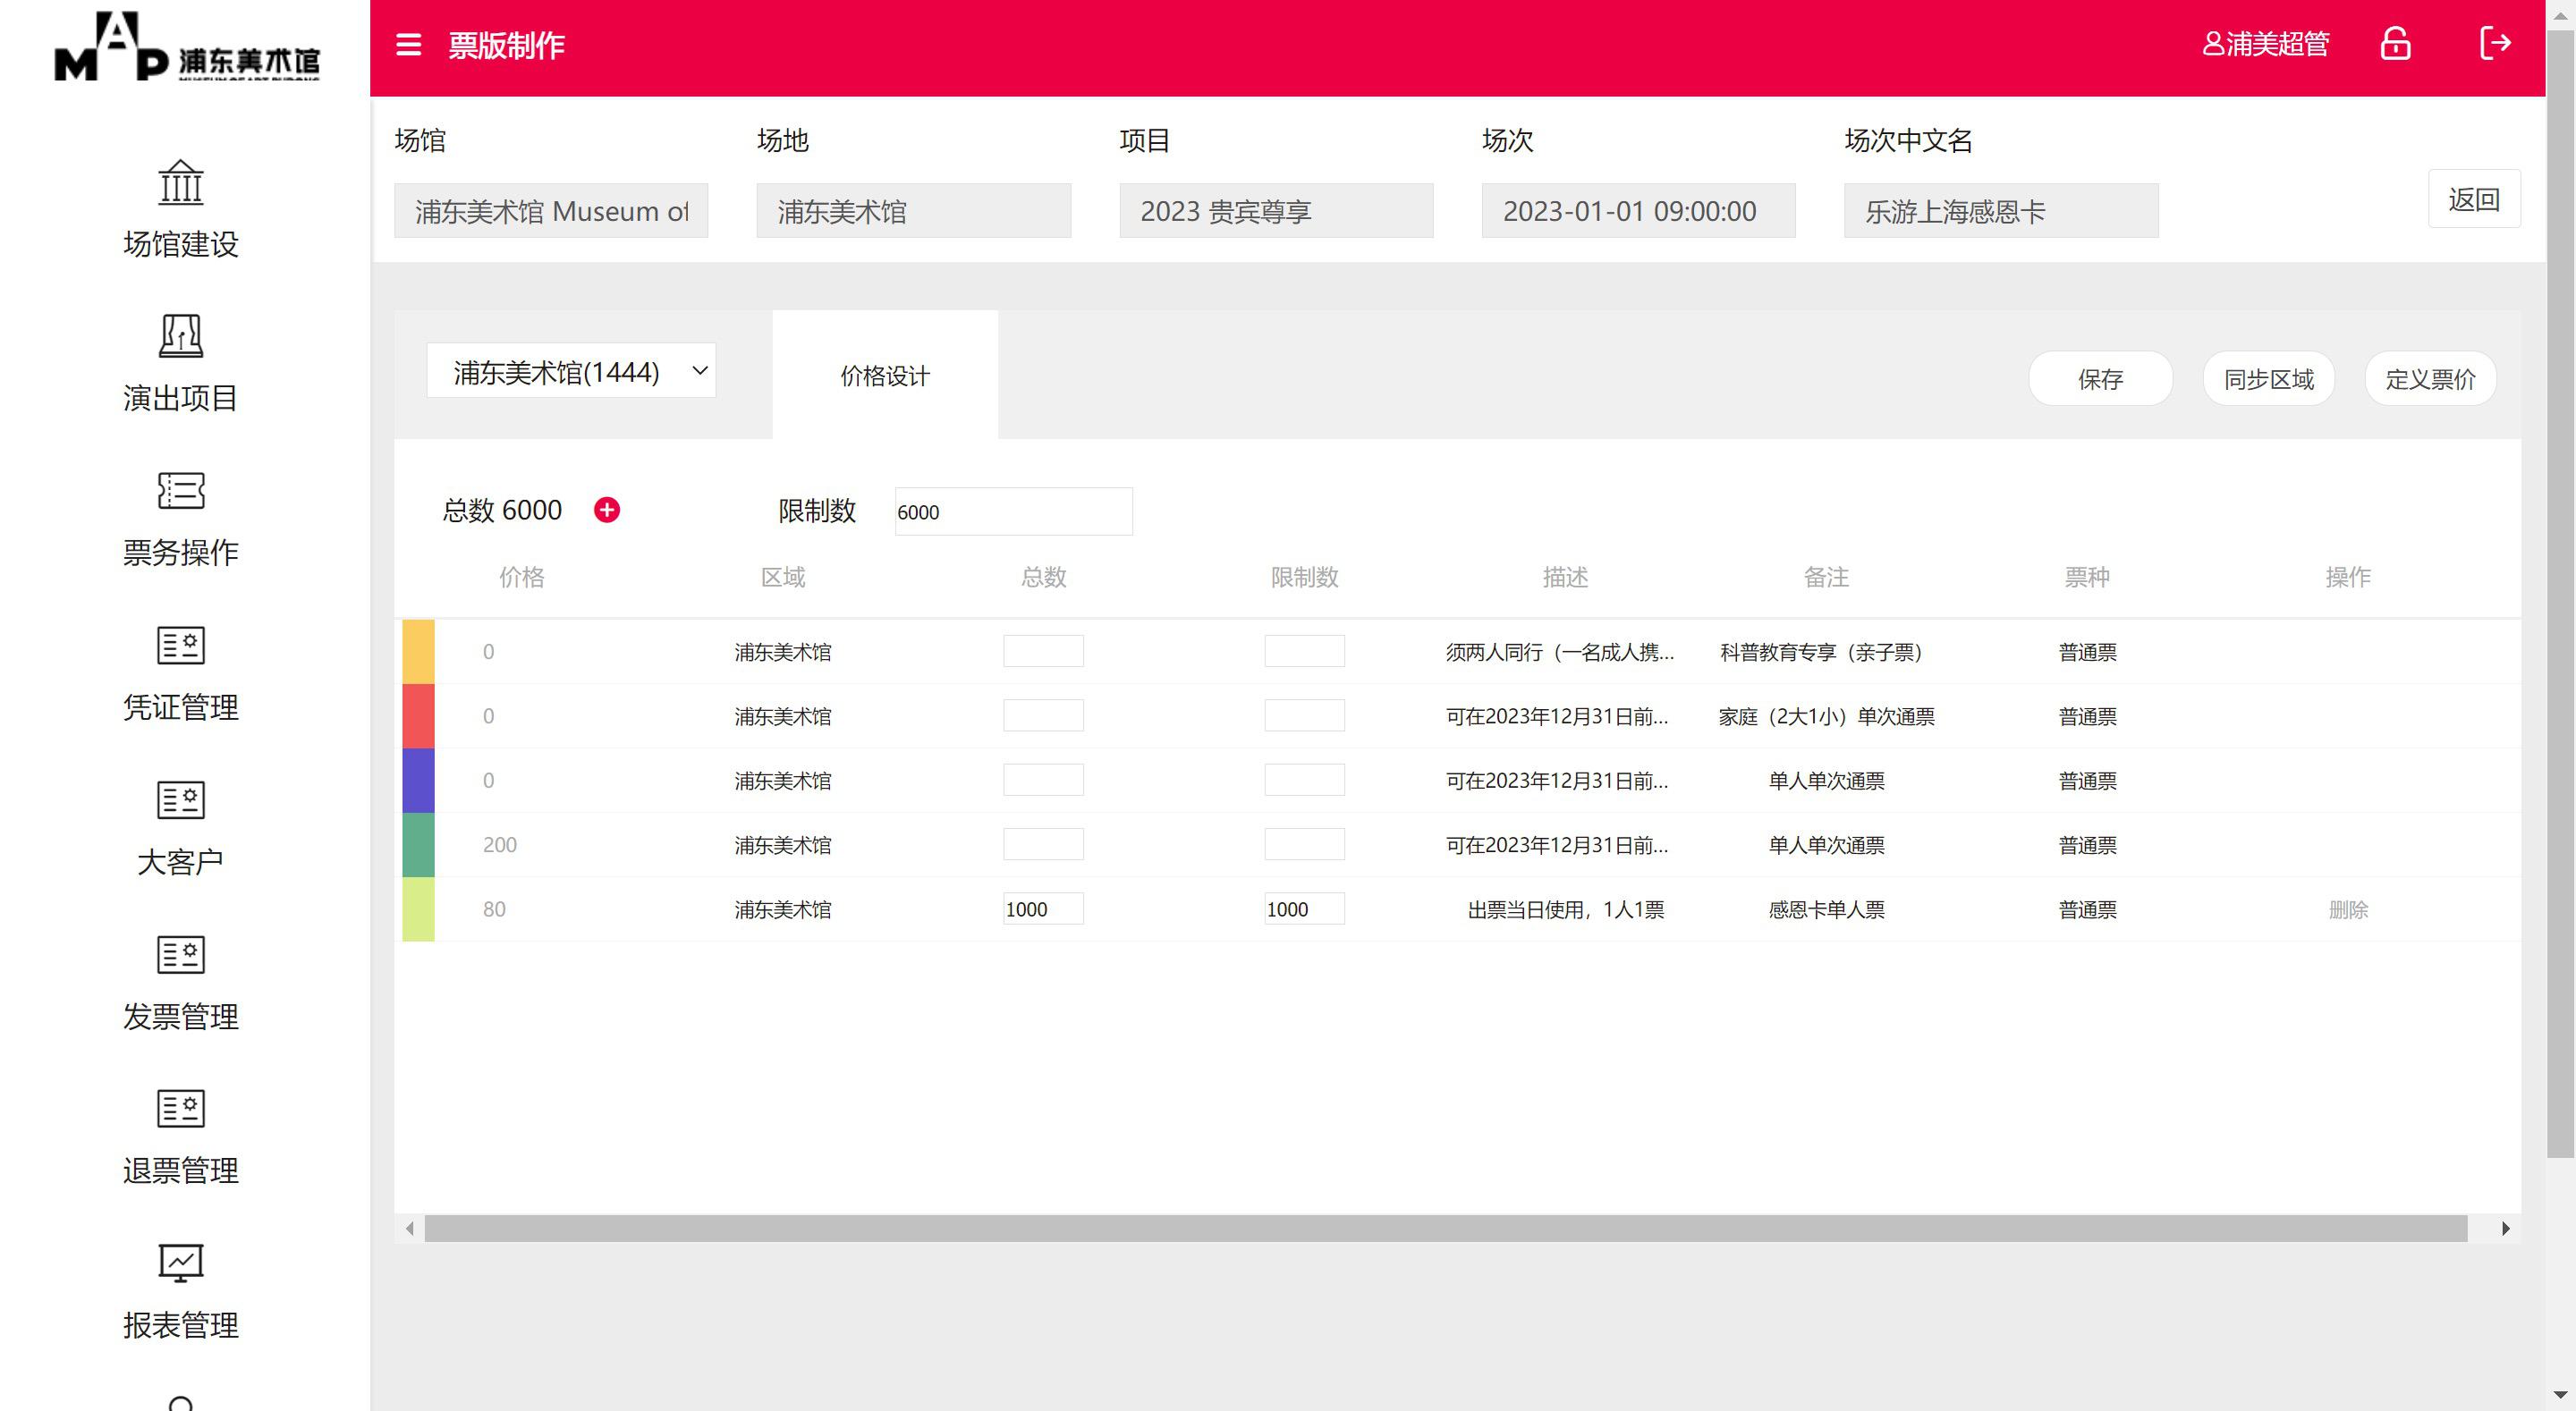 MAP 浦东美术馆
票版制作
浦美超管
场馆建设
演出项目
票务操作
凭证管理
大客户
发票管理
退票管理
报表管理
场馆 场地 项目 场次 场次中文名
浦东美术馆 Museum of 浦东美术馆 2023 贵宾尊享 2023-01-01 09:00:00 乐游上海感恩卡 返回
浦东美术馆(1444) 价格设计 保存 同步区域 定义票价
总数 6000 限制数 6000
价格 区域 总数 限制数 描述 备注 票种 操作
0 浦东美术馆 须两人同行（一名成人携... 科普教育专享（亲子票） 普通票
0 浦东美术馆 可在2023年12月31日前... 家庭（2大1小）单次通票 普通票
0 浦东美术馆 可在2023年12月31日前... 单人单次通票 普通票
200 浦东美术馆 可在2023年12月31日前... 单人单次通票 普通票
80 浦东美术馆 1000 1000 出票当日使用，1人1票 感恩卡单人票 普通票 删除